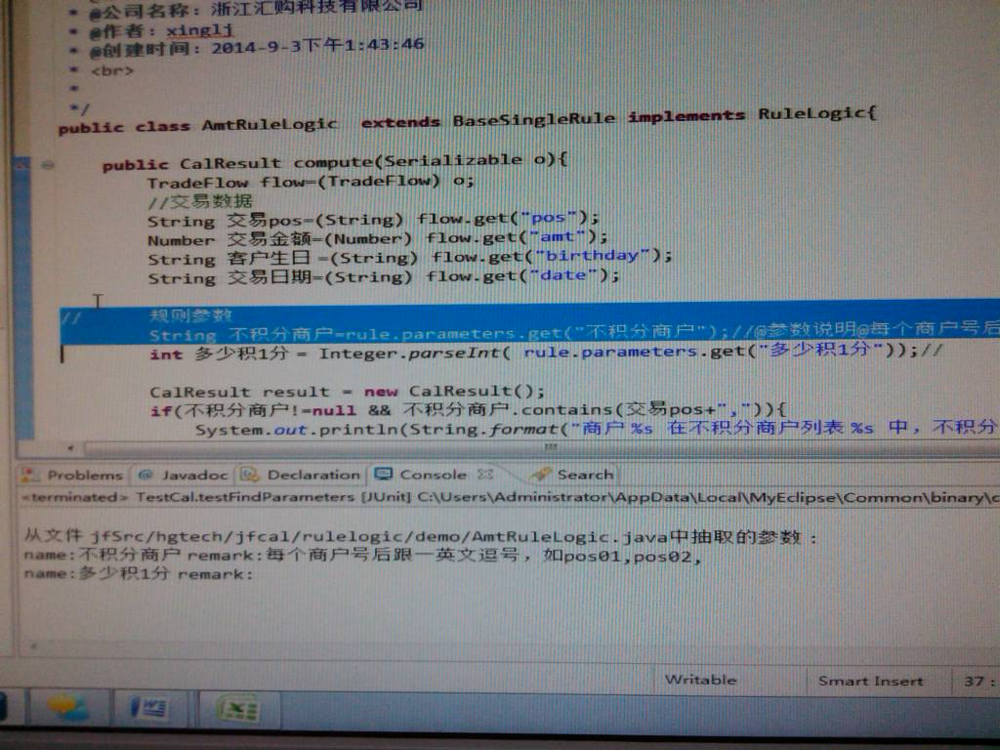 * @公司名称：浙江汇购科技有限公司
* @作者：xinglj
* @创建时间：2014-9-3下午1:43:46
* <br>
*
*/
public class AmtRuleLogic extends BaseSingleRule implements RuleLogic{
public CalResult compute(Serializable o){
TradeFlow flow=(TradeFlow) o;
//交易数据
String 交易pos=(String) flow.get("pos");
Number 交易金额=(Number) flow.get("amt");
String 客户生日 =(String) flow.get("birthday");
String 交易日期=(String) flow.get("date");
// 规则参数
String 不积分商户=rule.parameters.get("不积分商户");//@参数说明@每个商户号后
int 多少积1分 = Integer.parseInt( rule.parameters.get("多少积1分"));//
CalResult result = new CalResult();
if(不积分商户!=null && 不积分商户.contains(交易pos+",")){
System.out.println(String.format("商户 %s 在不积分商户列表 %s 中，不积分
Problems @ Javadoc Declaration Console Search
<terminated> TestCal.testFindParameters [JUnit] C:\Users\Administrator\AppData\Local\MyEclipse\Common\binary\c
从文件 jfSrc/hgtech/jfcal/rulelogic/demo/AmtRuleLogic.java中抽取的参数：
name:不积分商户 remark:每个商户号后跟一英文逗号，如pos01,pos02,
name:多少积1分 remark:
Writable Smart Insert 37 :